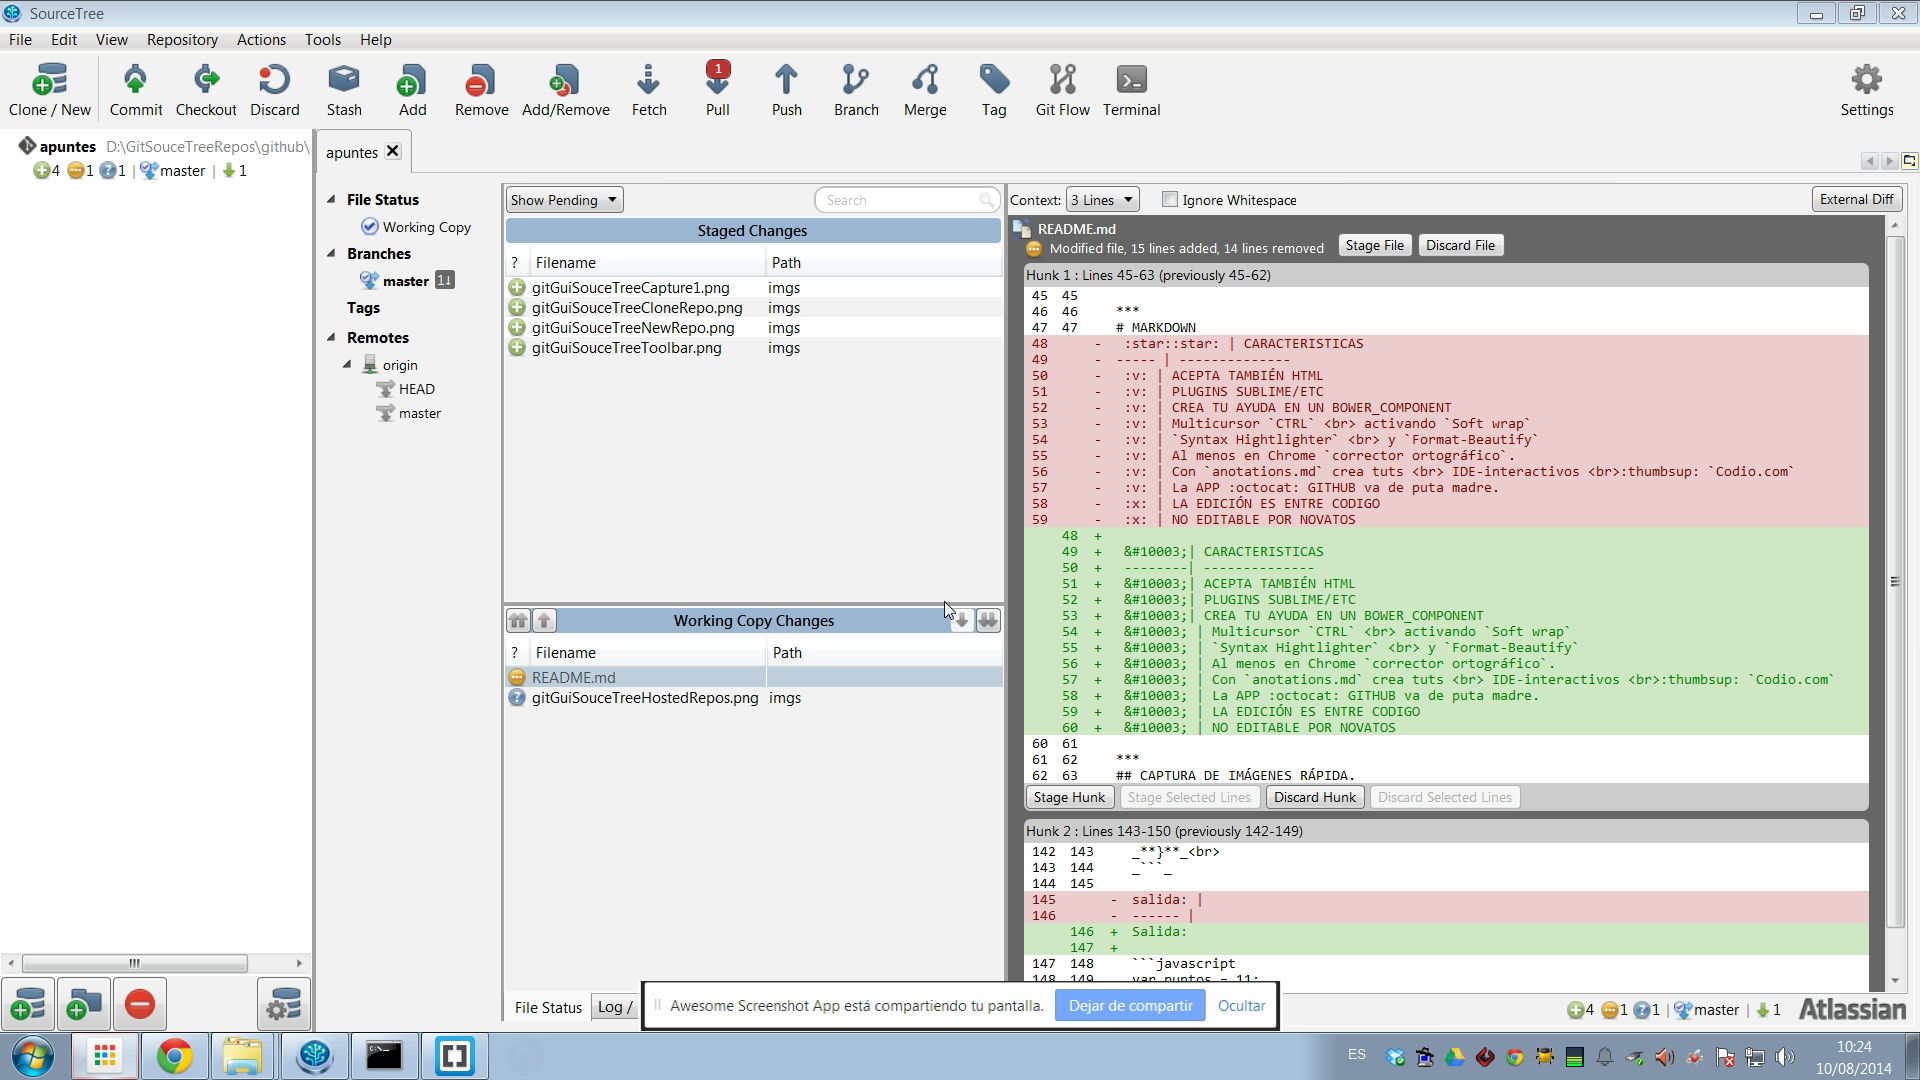 SourceTree
File Edit View Repository Actions Tools Help
Clone / New Commit Checkout Discard Stash Add Remove Add/Remove Fetch 1 Pull Push Branch Merge Tag Git Flow Terminal Settings
apuntes D:\GitSouceTreeRepos\github\
4 1 1 | master | 1
apuntes
File Status
Working Copy
Branches
master 1↓
Tags
Remotes
origin
HEAD
master
Show Pending Search
Staged Changes
? Filename Path
gitGuiSouceTreeCapture1.png imgs
gitGuiSouceTreeCloneRepo.png imgs
gitGuiSouceTreeNewRepo.png imgs
gitGuiSouceTreeToolbar.png imgs
Working Copy Changes
? Filename Path
README.md
gitGuiSouceTreeHostedRepos.png imgs
File Status Log /
Context: 3 Lines Ignore Whitespace External Diff
README.md
Modified file, 15 lines added, 14 lines removed Stage File Discard File
Hunk 1 : Lines 45-63 (previously 45-62)
45 45
46 46 ***
47 47 # MARKDOWN
48 - :star::star: | CARACTERISTICAS
49 - ----- | --------------
50 - :v: | ACEPTA TAMBIÉN HTML
51 - :v: | PLUGINS SUBLIME/ETC
52 - :v: | CREA TU AYUDA EN UN BOWER_COMPONENT
53 - :v: | Multicursor `CTRL` <br> activando `Soft wrap`
54 - :v: | `Syntax Hightlighter` <br> y `Format-Beautify`
55 - :v: | Al menos en Chrome `corrector ortográfico`.
56 - :v: | Con `anotations.md` crea tuts <br> IDE-interactivos <br>:thumbsup: `Codio.com`
57 - :v: | La APP :octocat: GITHUB va de puta madre.
58 - :x: | LA EDICIÓN ES ENTRE CODIGO
59 - :x: | NO EDITABLE POR NOVATOS
48 +
49 + &#10003;| CARACTERISTICAS
50 + --------| --------------
51 + &#10003;| ACEPTA TAMBIÉN HTML
52 + &#10003;| PLUGINS SUBLIME/ETC
53 + &#10003;| CREA TU AYUDA EN UN BOWER_COMPONENT
54 + &#10003; | Multicursor `CTRL` <br> activando `Soft wrap`
55 + &#10003; | `Syntax Hightlighter` <br> y `Format-Beautify`
56 + &#10003; | Al menos en Chrome `corrector ortográfico`.
57 + &#10003; | Con `anotations.md` crea tuts <br> IDE-interactivos <br>:thumbsup: `Codio.com`
58 + &#10003; | La APP :octocat: GITHUB va de puta madre.
59 + &#10003; | LA EDICIÓN ES ENTRE CODIGO
60 + &#10003; | NO EDITABLE POR NOVATOS
60 61
61 62 ***
62 63 ## CAPTURA DE IMÁGENES RÁPIDA.
Stage Hunk Stage Selected Lines Discard Hunk Discard Selected Lines
Hunk 2 : Lines 143-150 (previously 142-149)
142 143 _**}**_<br>
143 144 _```_
144 145
145 - salida: |
146 - ------ |
146 + Salida:
147 +
147 148 ```javascript
148 149 var puntos = 11;
Awesome Screenshot App está compartiendo tu pantalla. Dejar de compartir Ocultar
4 1 1 | master | 1 Atlassian
ES 10:24
10/08/2014